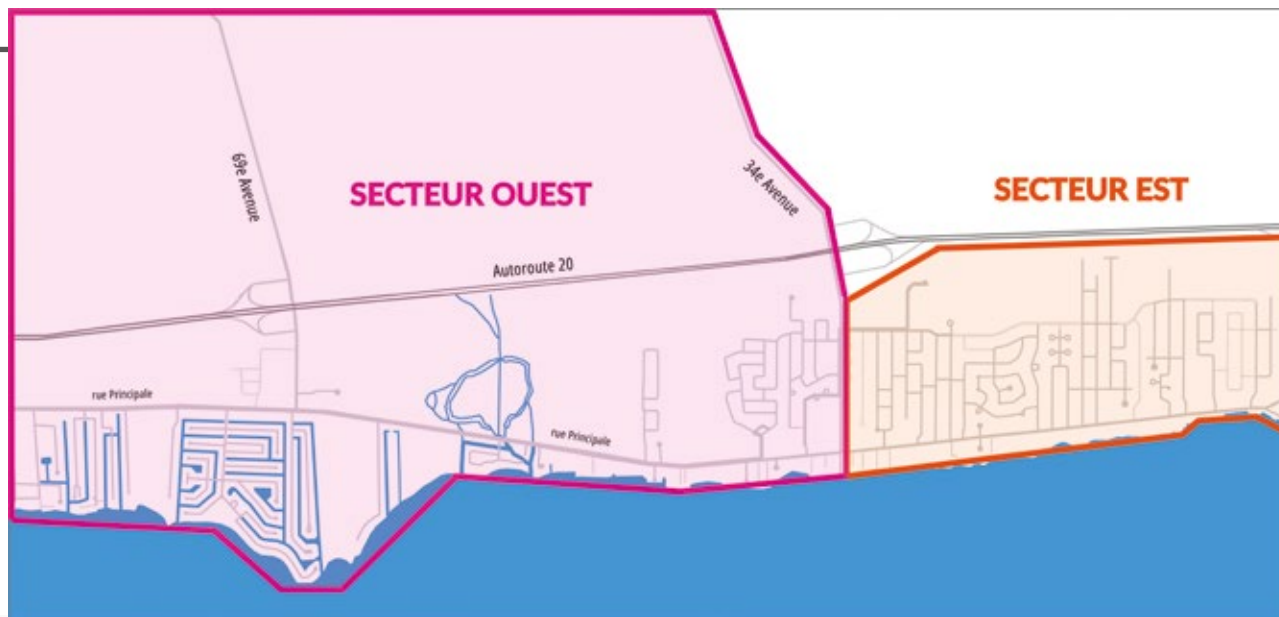 69e Avenue
SECTEUR OUEST
34e Avenue
SECTEUR EST
Autoroute 20
rue Principale
rue Principale